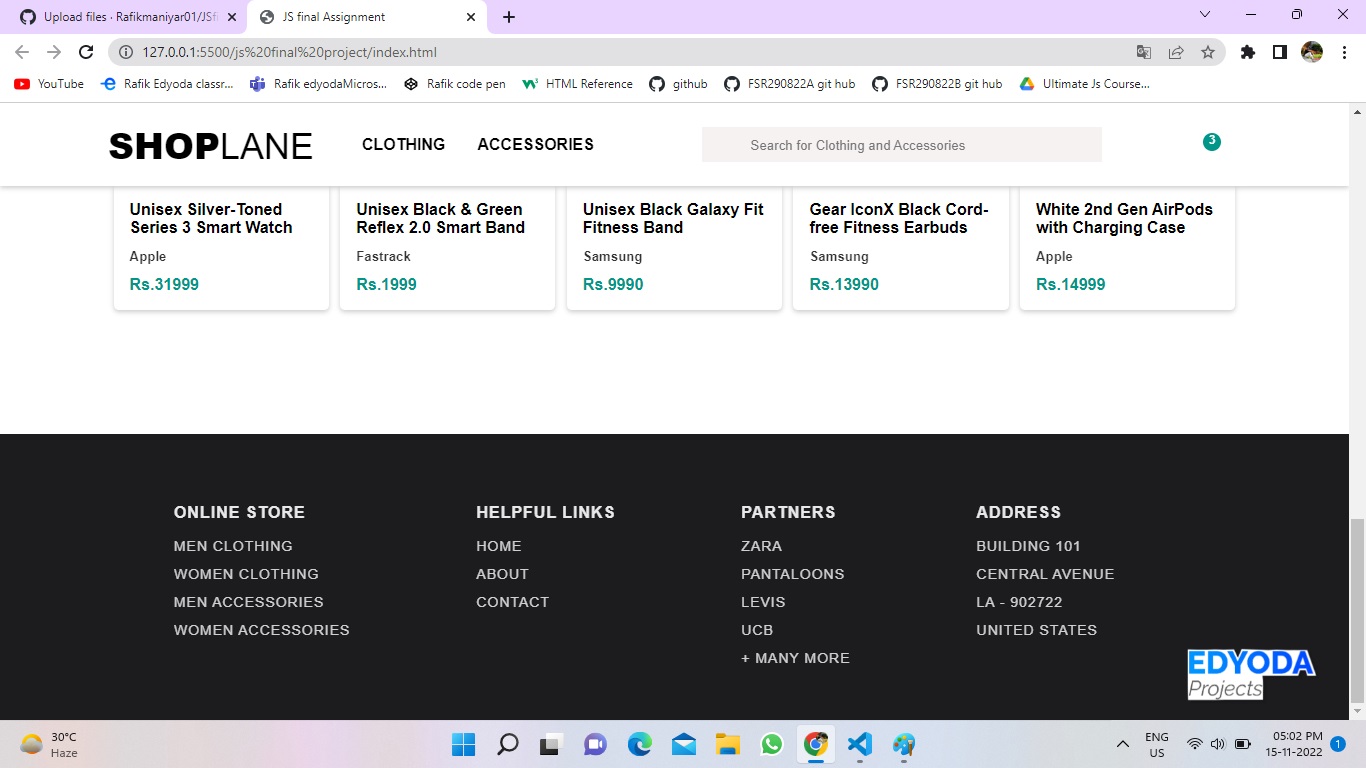 Upload files · Rafikmaniyar01/JSfi
JS final Assignment
127.0.0.1:5500/js%20final%20project/index.html
YouTube
Rafik Edyoda classr...
Rafik edyodaMicros...
Rafik code pen
HTML Reference
github
FSR290822A git hub
FSR290822B git hub
Ultimate Js Course...
SHOPLANE
CLOTHING
ACCESSORIES
Search for Clothing and Accessories
3
Unisex Silver-Toned
Series 3 Smart Watch
Apple
Rs.31999
Unisex Black & Green
Reflex 2.0 Smart Band
Fastrack
Rs.1999
Unisex Black Galaxy Fit
Fitness Band
Samsung
Rs.9990
Gear IconX Black Cord-
free Fitness Earbuds
Samsung
Rs.13990
White 2nd Gen AirPods
with Charging Case
Apple
Rs.14999
ONLINE STORE
MEN CLOTHING
WOMEN CLOTHING
MEN ACCESSORIES
WOMEN ACCESSORIES
HELPFUL LINKS
HOME
ABOUT
CONTACT
PARTNERS
ZARA
PANTALOONS
LEVIS
UCB
+ MANY MORE
ADDRESS
BUILDING 101
CENTRAL AVENUE
LA - 902722
UNITED STATES
EDYODA
Projects
30°C
Haze
ENG
US
05:02 PM
15-11-2022
1